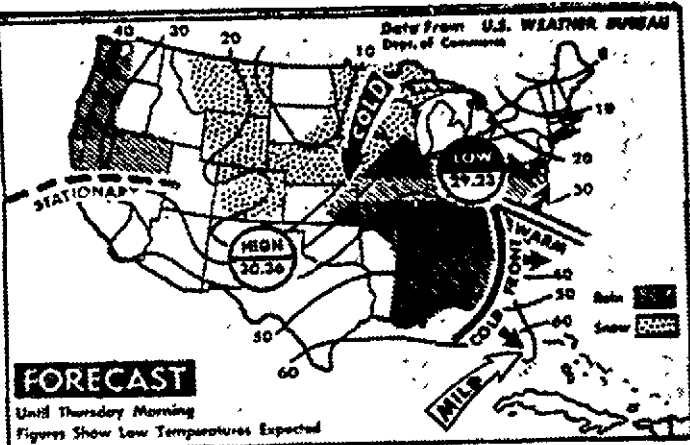 Data From U.S. WEATHER BUREAU
Dept. of Commerce
40
30
20
10
0
COLD
10
LOW
29.23
20
30
STATIONARY
WARM
HIGH
30.36
FRONT
40
50
50
60
60
COLD
Rain
Snow
MILD
FORECAST
Until Thursday Morning
Figures Show Low Temperatures Expected